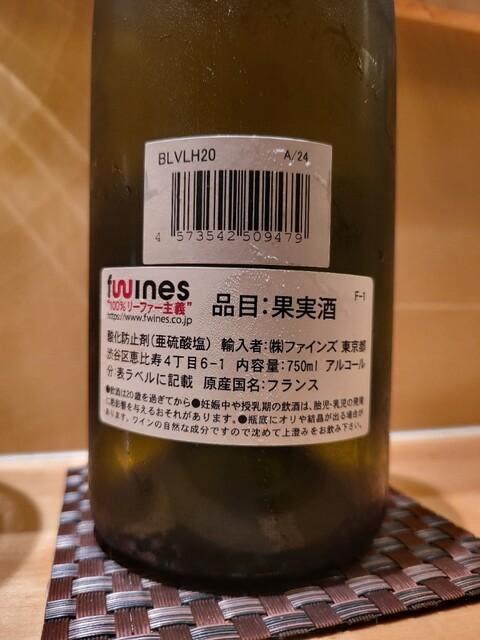 BLVLH20 A/24
4 573542 509479
fwines
"100%リーファー主義"
https://www.fwines.co.jp
品目:果実酒
F-1
酸化防止剤(亜硫酸塩) 輸入者:㈱ファインズ 東京都
渋谷区恵比寿4丁目6-1 内容量:750ml アルコール
分:表ラベルに記載 原産国名:フランス
●飲酒は20歳を過ぎてから●妊娠中や授乳期の飲酒は、胎児・乳児の発育
に悪影響を与えるおそれがあります。●瓶底にオリや結晶が出る場合が
あります。ワインの自然な成分ですので沈めて上澄みをお飲み下さい。